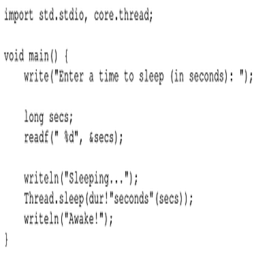 import std.stdio, core.thread;

void main() {
    write("Enter a time to sleep (in seconds): ");

    long secs;
    readf(" %d", &secs);

    writeln("Sleeping...");
    Thread.sleep(dur!"seconds"(secs));
    writeln("Awake!");
}